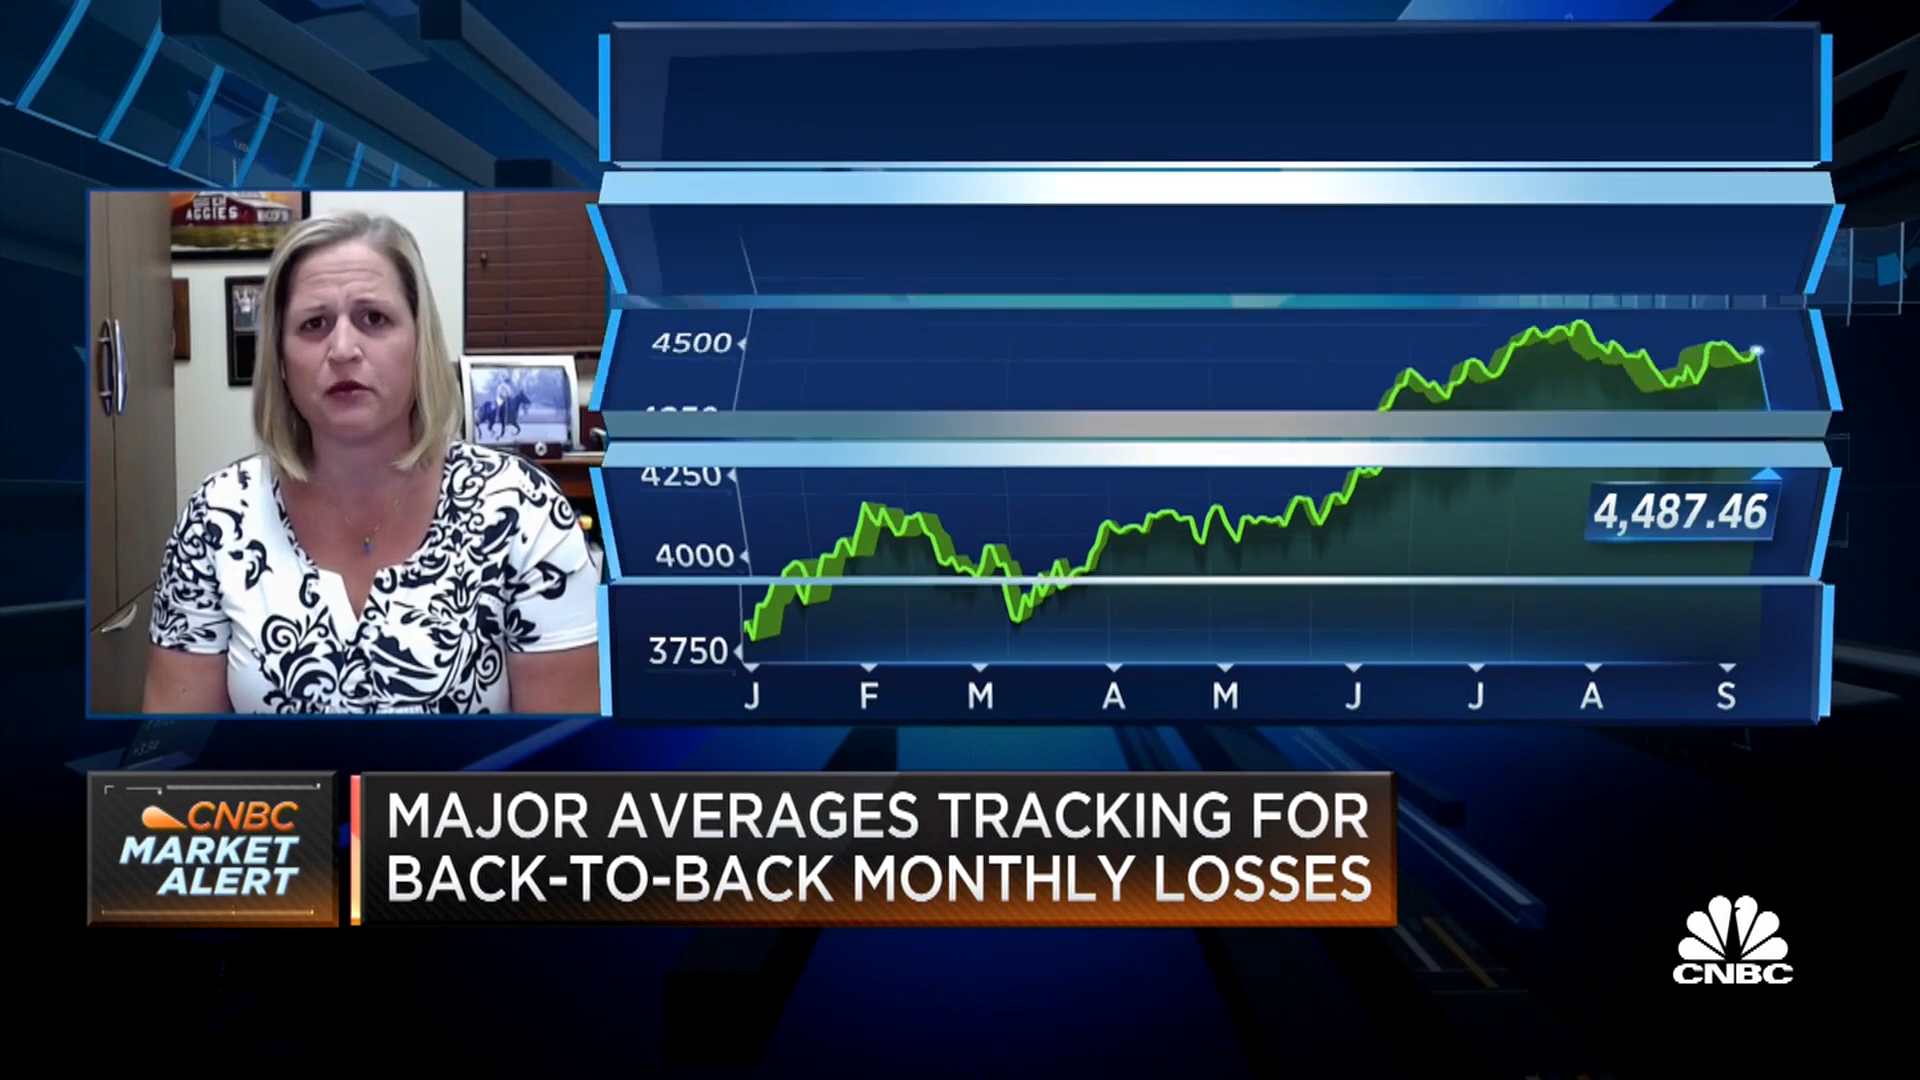 AGGIES
4500
4250
4250
4000
3750
4,487.46
J F M A M J J A S
CNBC
MARKET
ALERT
MAJOR AVERAGES TRACKING FOR
BACK-TO-BACK MONTHLY LOSSES
CNBC